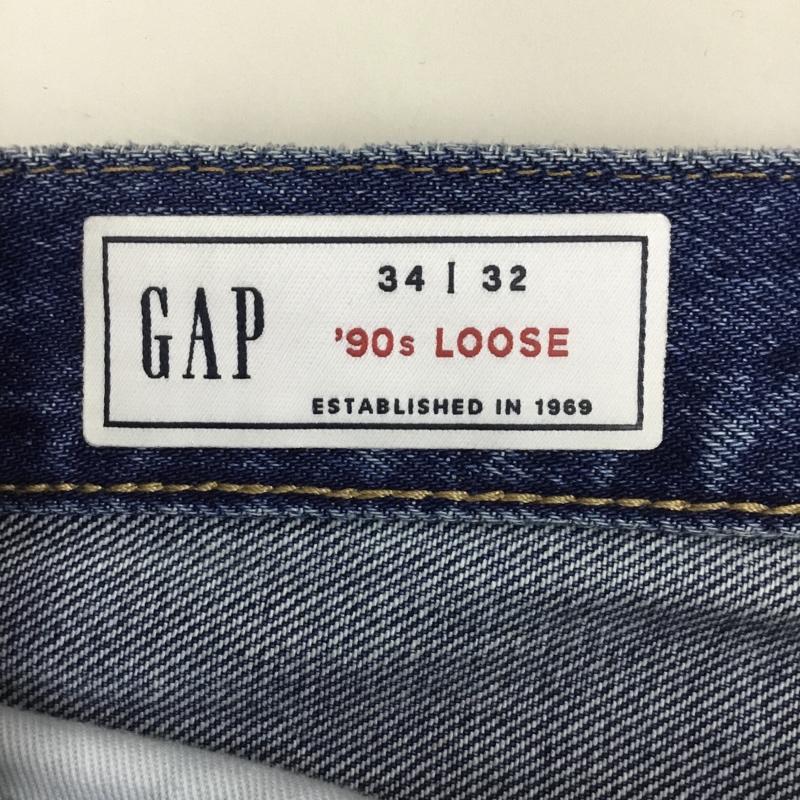 GAP
34 | 32
'90s LOOSE
ESTABLISHED IN 1969